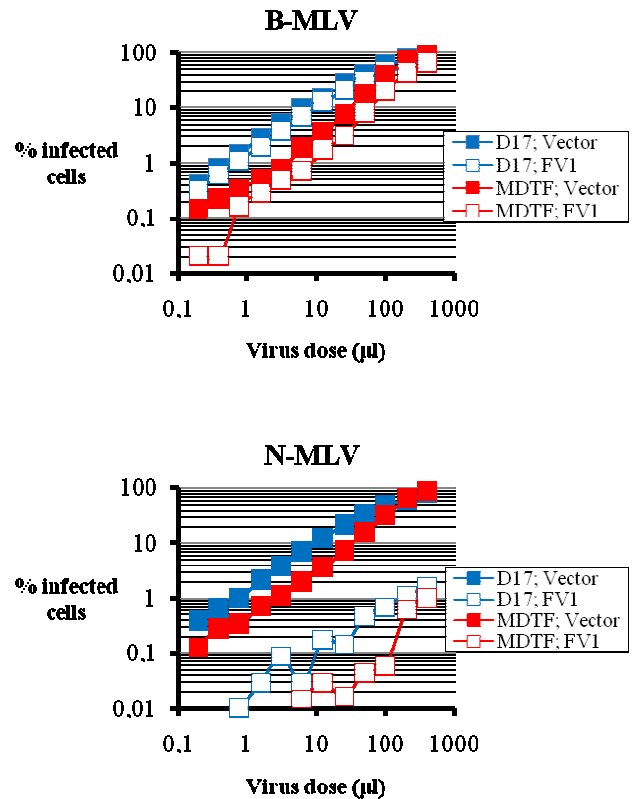 B-MLV
100
10
1
0.1
0.01
% infected
cells
0.1
1
10
100
1000
Virus dose (µl)
D17; Vector
D17; FV1
MDTF; Vector
MDTF; FV1
N-MLV
100
10
1
0.1
0.01
% infected
cells
0.1
1
10
100
1000
Virus dose (µl)
D17; Vector
D17; FV1
MDTF; Vector
MDTF; FV1